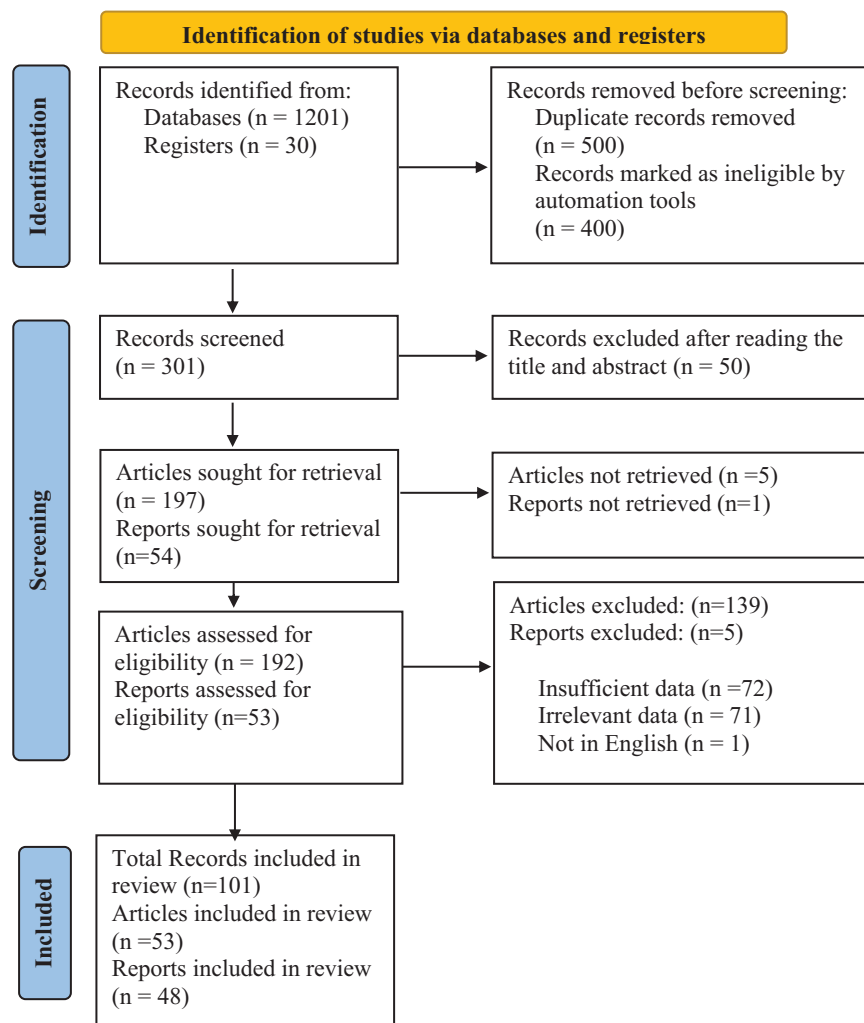 Identification of studies via databases and registers
Identification
Records identified from:
Databases (n = 1201)
Registers (n = 30)
Records removed before screening:
Duplicate records removed
(n = 500)
Records marked as ineligible by
automation tools
(n = 400)
Screening
Records screened
(n = 301)
Records excluded after reading the
title and abstract (n = 50)
Articles sought for retrieval
(n = 197)
Reports sought for retrieval
(n=54)
Articles not retrieved (n =5)
Reports not retrieved (n=1)
Articles assessed for
eligibility (n = 192)
Reports assessed for
eligibility (n=53)
Articles excluded: (n=139)
Reports excluded: (n=5)
Insufficient data (n =72)
Irrelevant data (n = 71)
Not in English (n = 1)
Included
Total Records included in
review (n=101)
Articles included in review
(n =53)
Reports included in review
(n = 48)